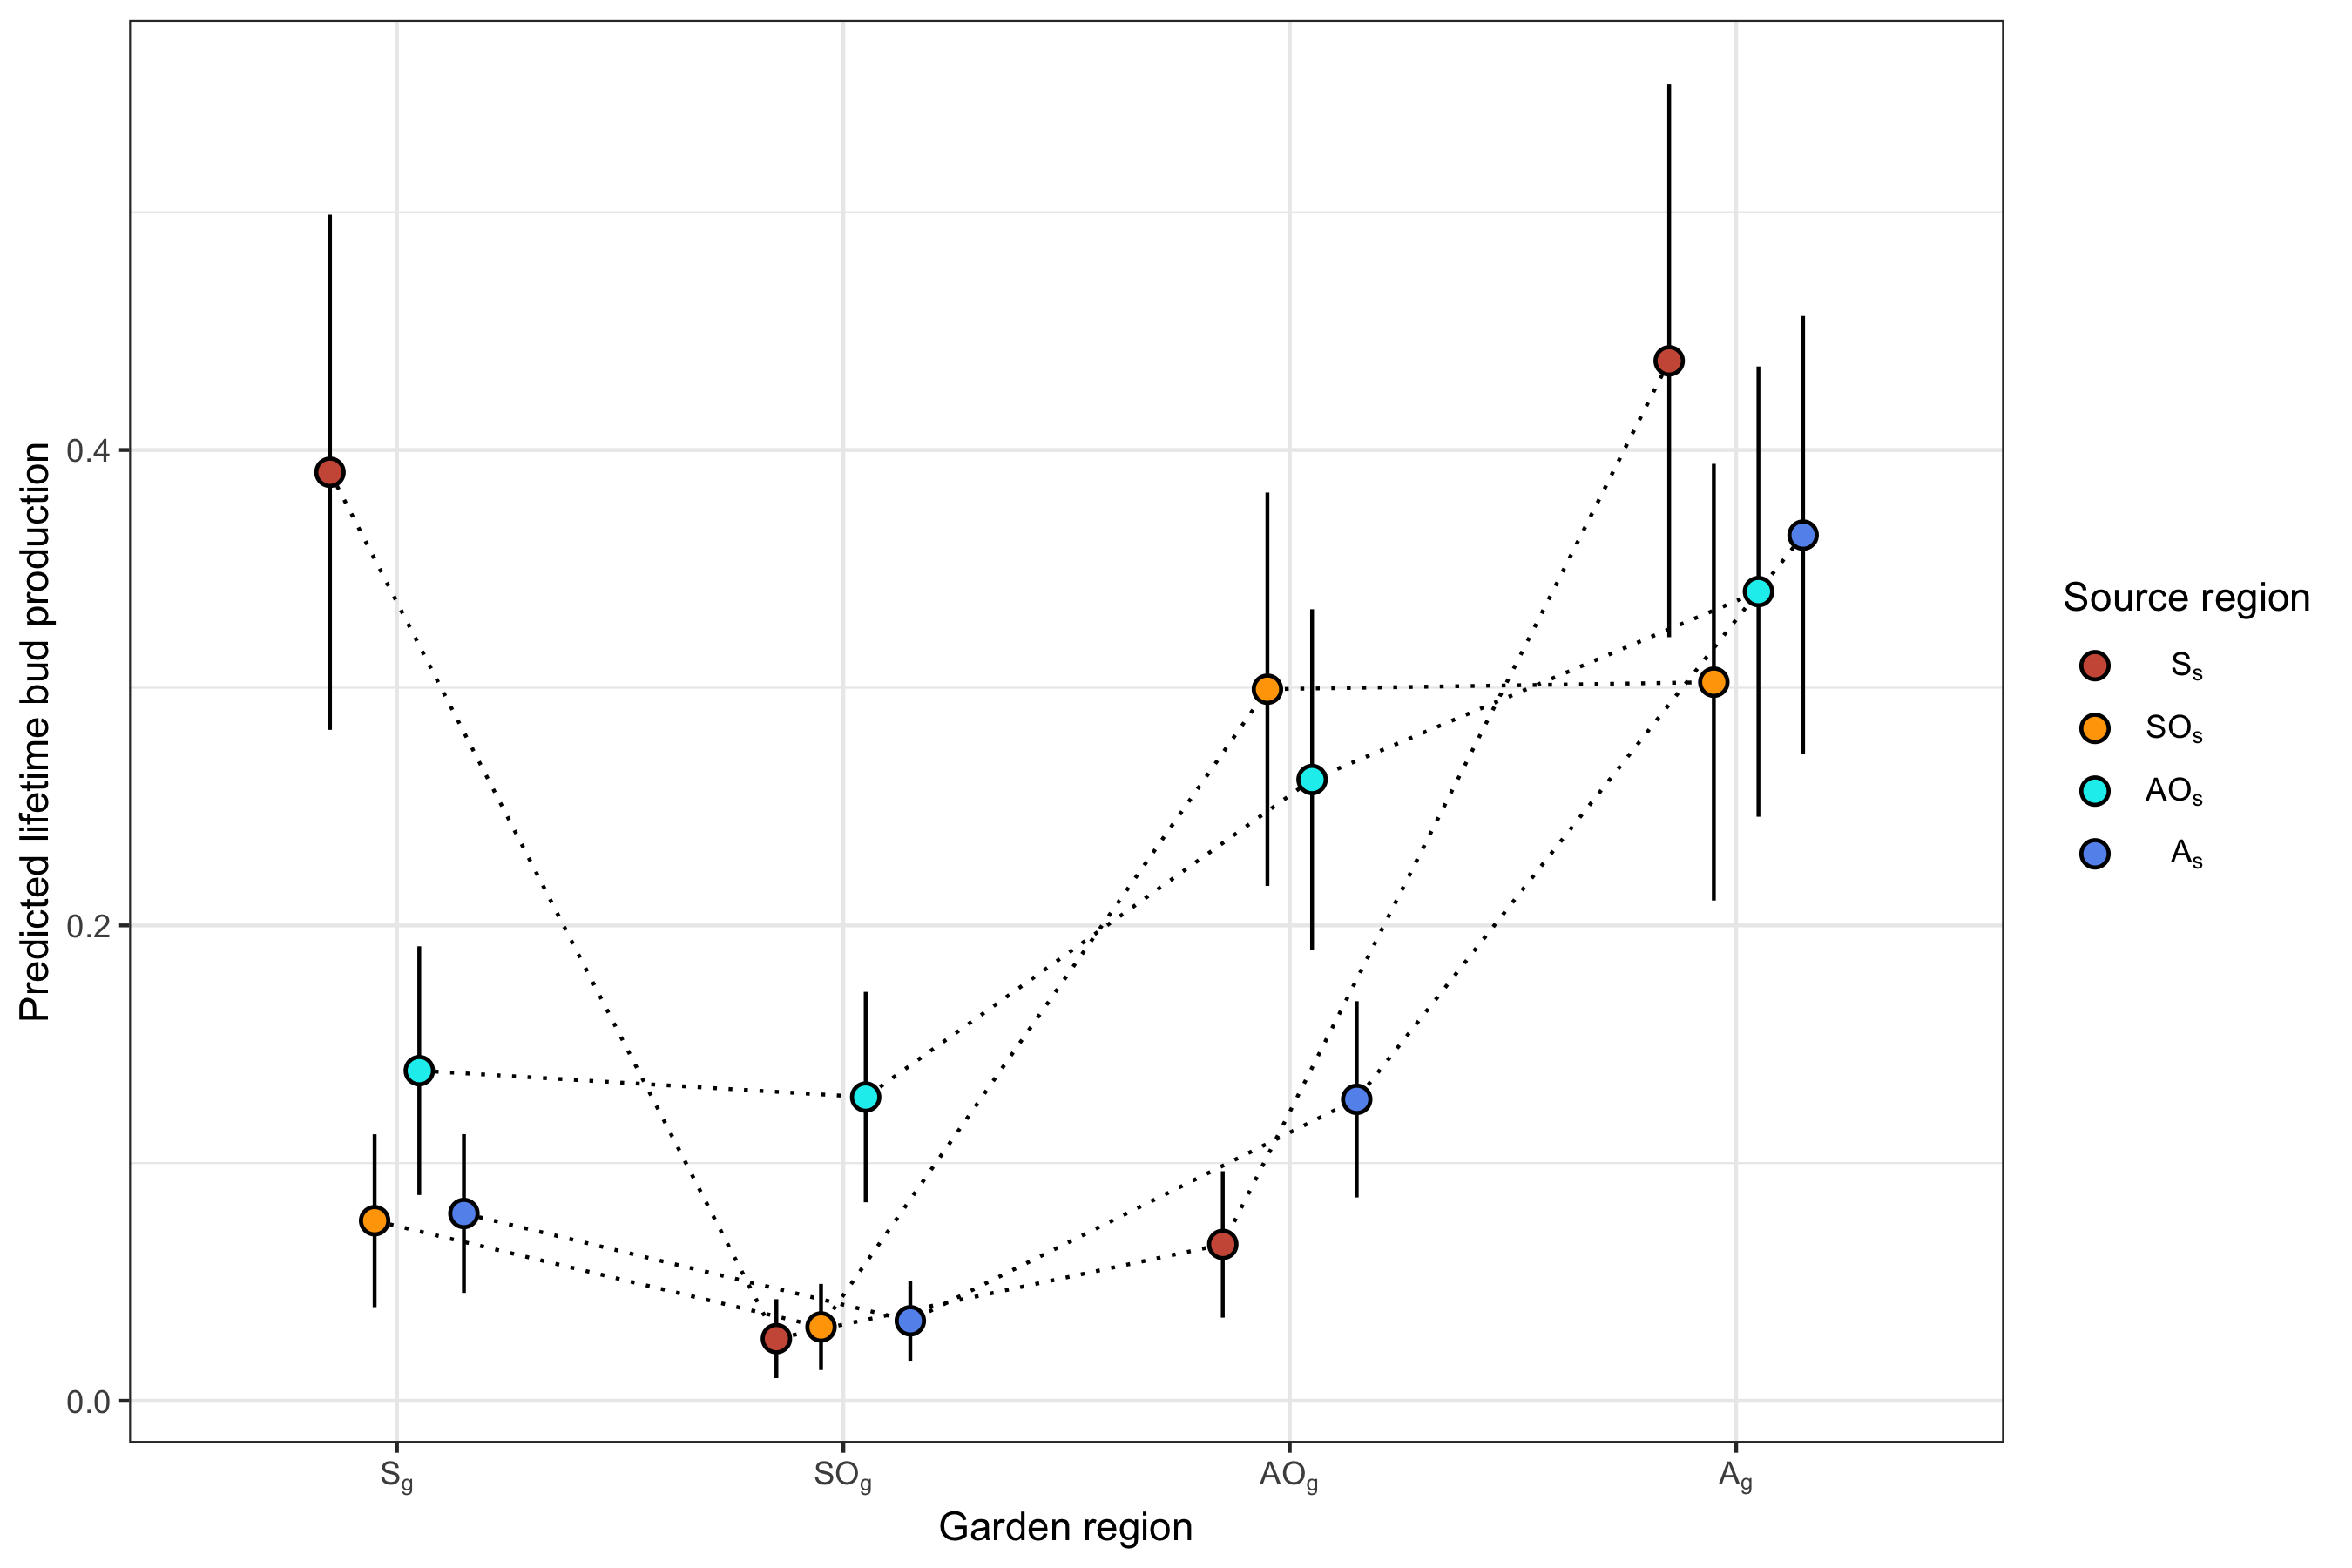 Predicted lifetime bud production
0.4
0.2
0.0
Sg
SOg
AOg
Ag
Garden region
Source region
Ss
SOs
AOs
As